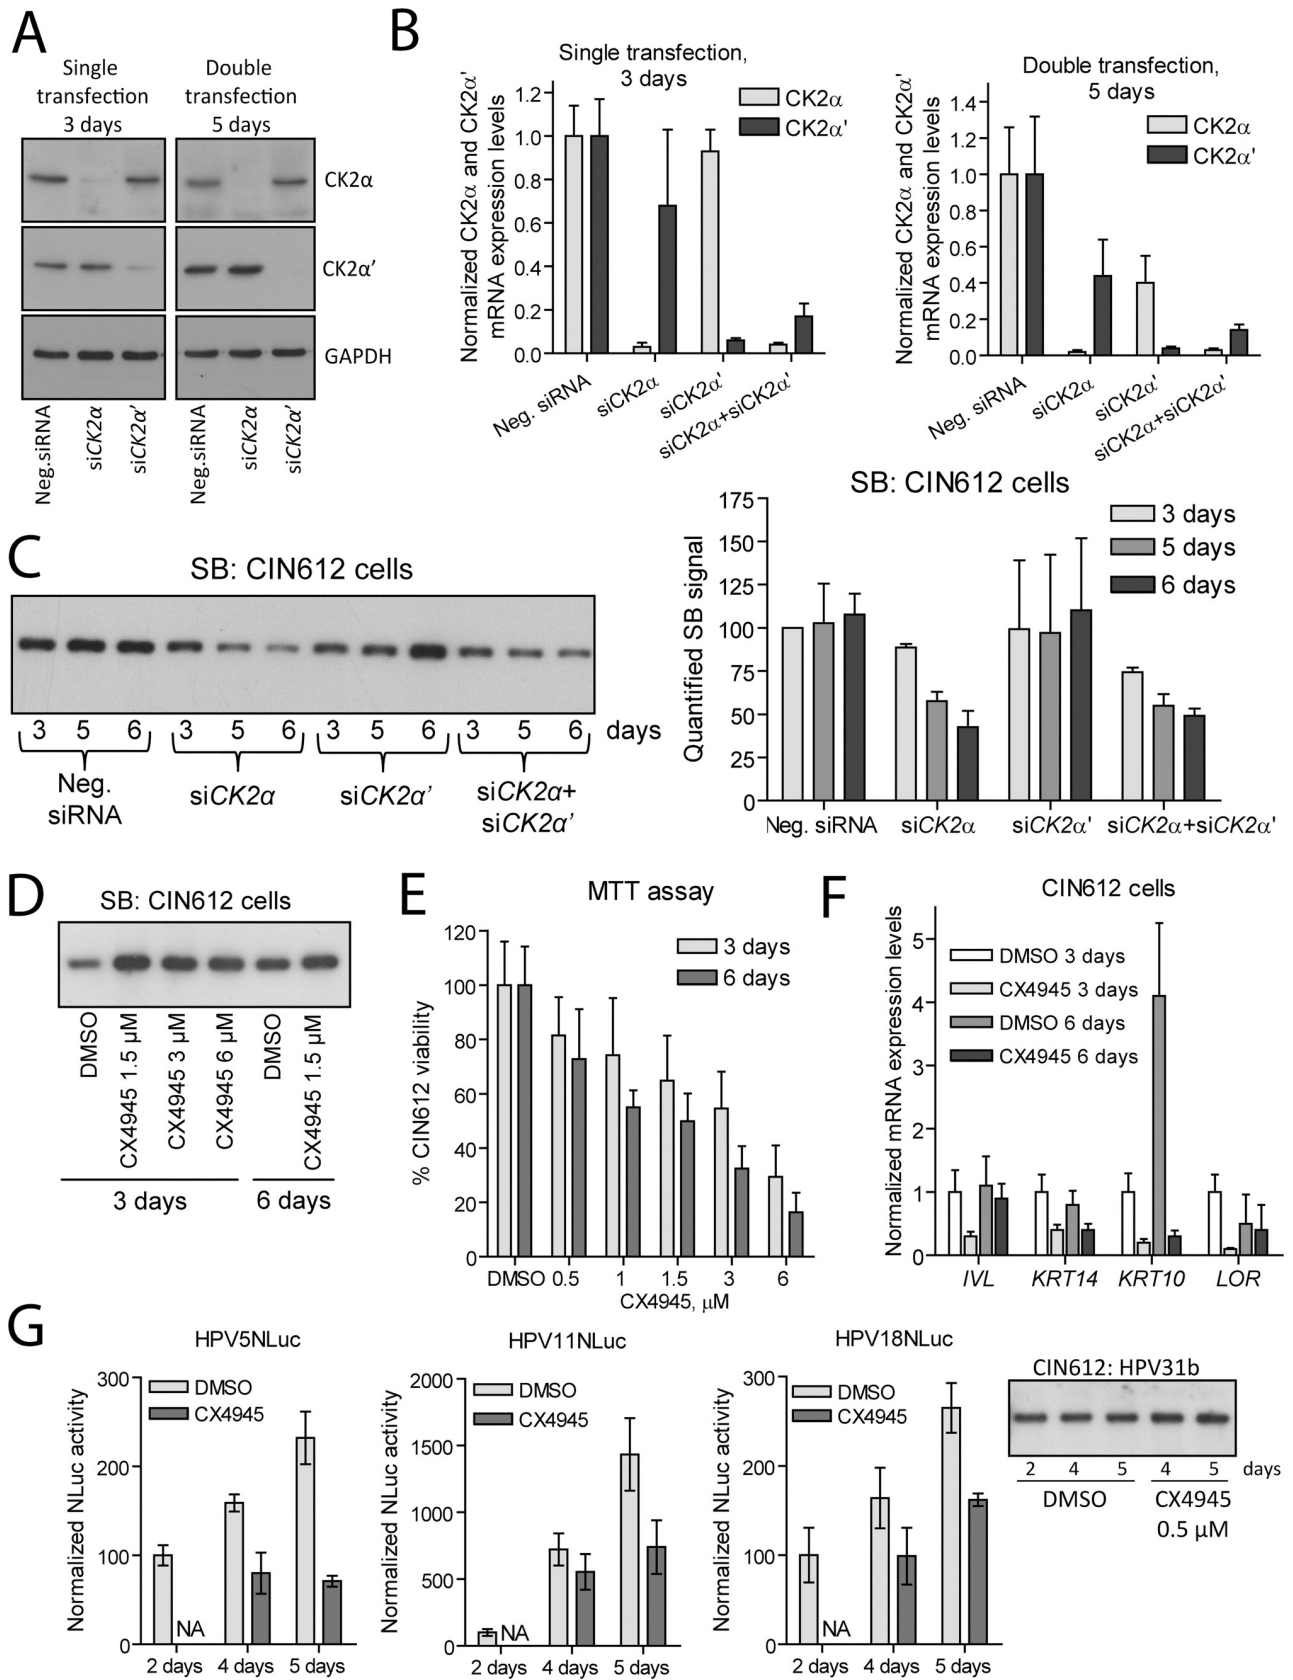 A
Single
transfection
3 days
Double
transfection
5 days
CK2α
CK2α’
GAPDH
Neg.siRNA
siCK2α
siCK2α’
Neg.siRNA
siCK2α
siCK2α’
B
Single transfection,
3 days
Normalized CK2α and CK2α'
mRNA expression levels
1.2
1.0
0.8
0.6
0.4
0.2
0.0
CK2α
CK2α'
Neg. siRNA
siCK2α
siCK2α'
siCK2α+siCK2α'
Double transfection,
5 days
Normalized CK2α and CK2α'
mRNA expression levels
1.4
1.2
1.0
0.8
0.6
0.4
0.2
0.0
CK2α
CK2α'
Neg. siRNA
siCK2α
siCK2α'
siCK2α+siCK2α'
C
SB: CIN612 cells
3 5 6 3 5 6 3 5 6 3 5 6 days
Neg.
siRNA
siCK2α
siCK2α’
siCK2α+
siCK2α’
SB: CIN612 cells
Quantified SB signal
175
150
125
100
75
50
25
0
3 days
5 days
6 days
Neg. siRNA siCK2α siCK2α' siCK2α+siCK2α'
D
SB: CIN612 cells
DMSO
CX4945 1.5 µM
CX4945 3 µM
CX4945 6 µM
DMSO
CX4945 1.5 µM
3 days
6 days
E
MTT assay
% CIN612 viability
120
100
80
60
40
20
0
3 days
6 days
DMSO 0.5 1 1.5 3 6
CX4945, µM
F
CIN612 cells
Normalized mRNA expression levels
5
4
3
2
1
0
DMSO 3 days
CX4945 3 days
DMSO 6 days
CX4945 6 days
IVL KRT14 KRT10 LOR
G
HPV5NLuc
Normalized NLuc activity
300
200
100
0
DMSO
CX4945
NA
2 days 4 days 5 days
HPV11NLuc
Normalized NLuc activity
2000
1500
1000
500
0
DMSO
CX4945
NA
2 days 4 days 5 days
HPV18NLuc
Normalized NLuc activity
300
200
100
0
DMSO
CX4945
NA
2 days 4 days 5 days
CIN612: HPV31b
2 4 5 4 5 days
DMSO CX4945
0.5 µM